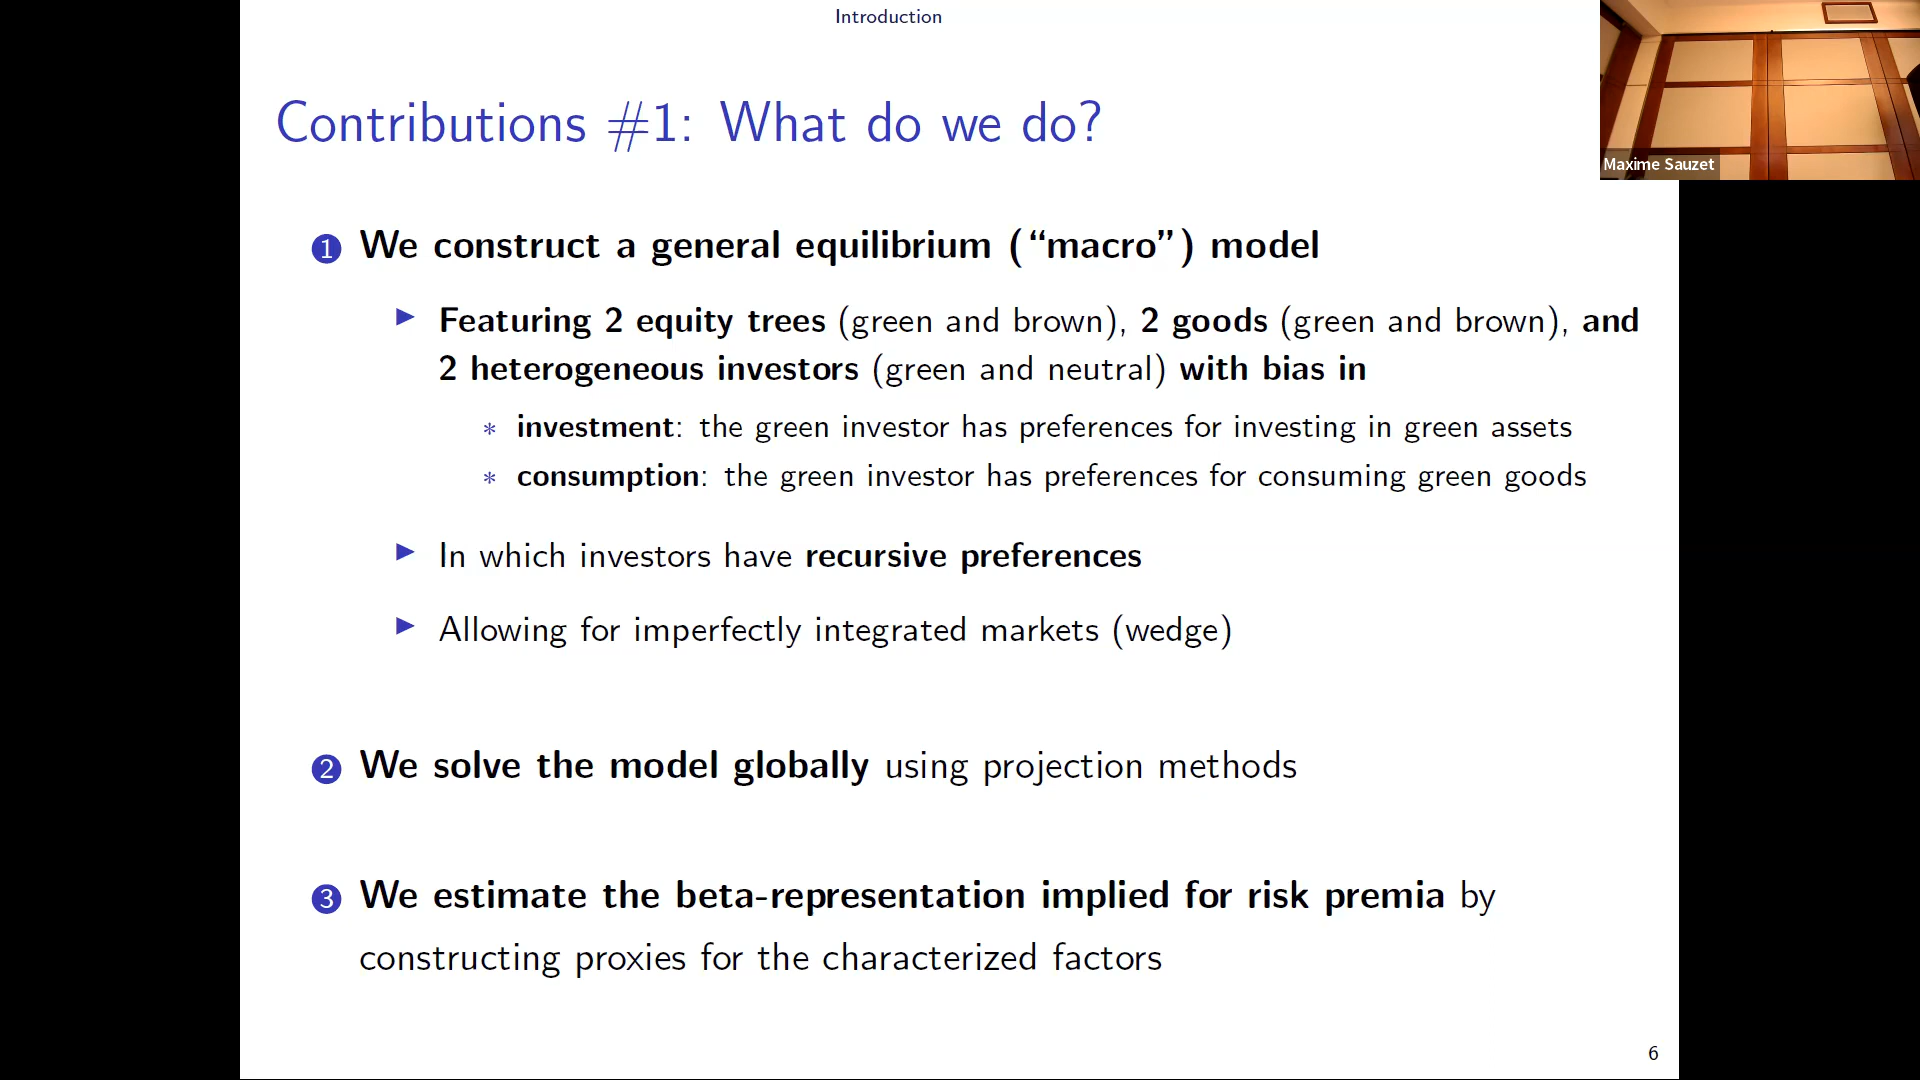 Introduction
Contributions #1: What do we do?
Maxime Sauzet
1 We construct a general equilibrium (“macro”) model
▶ Featuring 2 equity trees (green and brown), 2 goods (green and brown), and
2 heterogeneous investors (green and neutral) with bias in
* investment: the green investor has preferences for investing in green assets
* consumption: the green investor has preferences for consuming green goods
▶ In which investors have recursive preferences
▶ Allowing for imperfectly integrated markets (wedge)
2 We solve the model globally using projection methods
3 We estimate the beta-representation implied for risk premia by
constructing proxies for the characterized factors
6